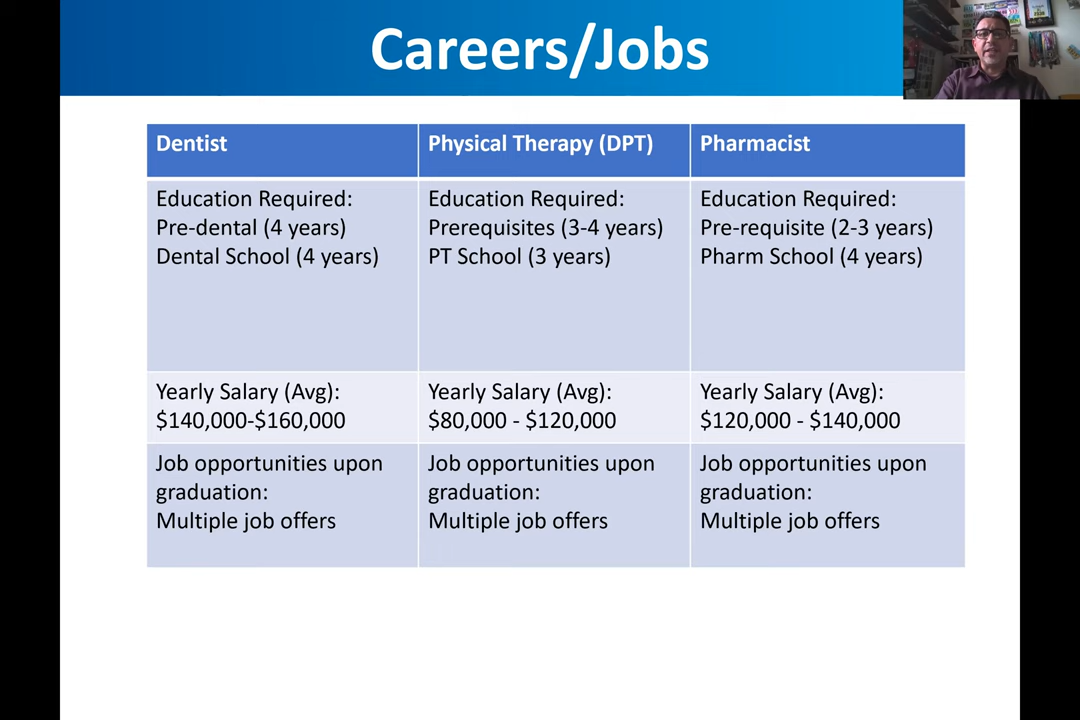 Careers/Jobs
Dentist
Physical Therapy (DPT)
Pharmacist
Education Required:
Pre-dental (4 years)
Dental School (4 years)
Education Required:
Prerequisites (3-4 years)
PT School (3 years)
Education Required:
Pre-requisite (2-3 years)
Pharm School (4 years)
Yearly Salary (Avg):
$140,000-$160,000
Yearly Salary (Avg):
$80,000 - $120,000
Yearly Salary (Avg):
$120,000 - $140,000
Job opportunities upon
graduation:
Multiple job offers
Job opportunities upon
graduation:
Multiple job offers
Job opportunities upon
graduation:
Multiple job offers